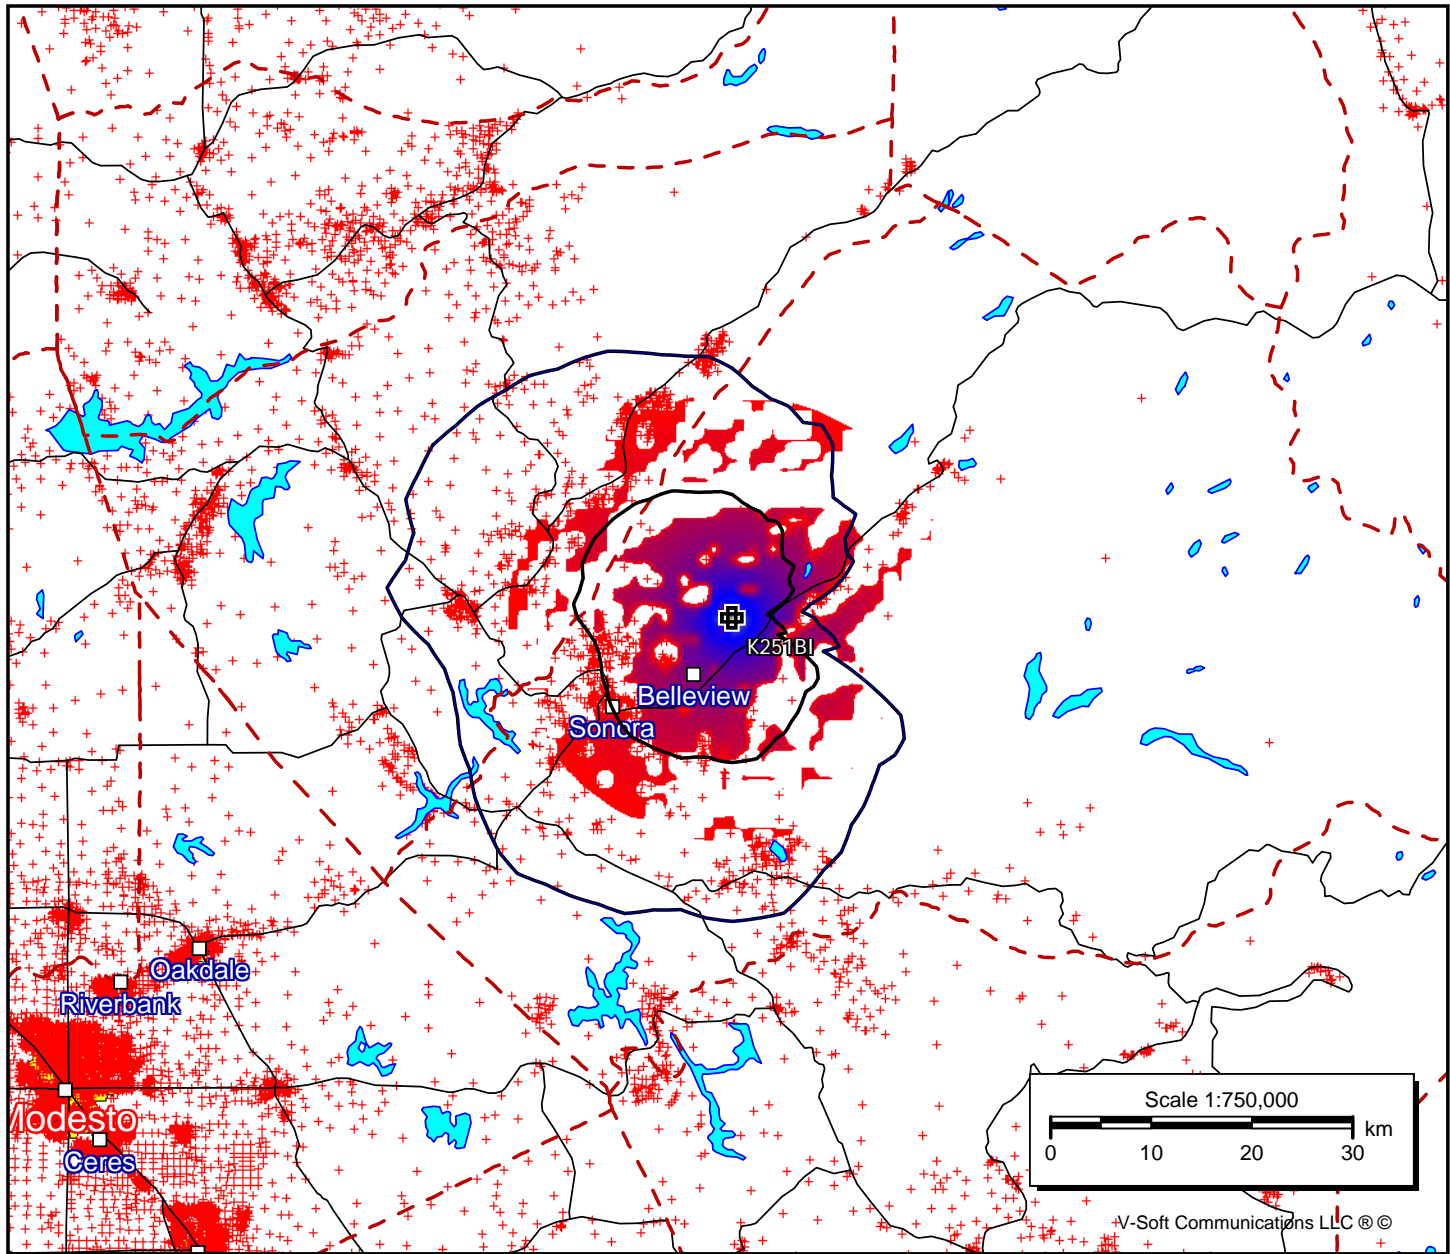 K251BI
Belleview
Sonora
Oakdale
Riverbank
Modesto
Ceres
Scale 1:750,000
km
0 10 20 30
V-Soft Communications LLC ® ©